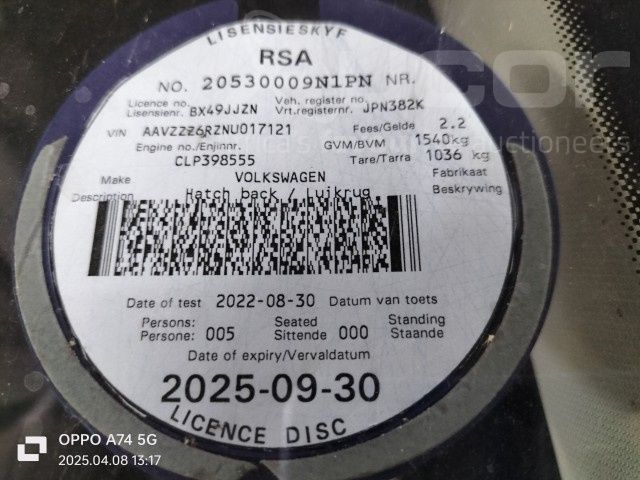 LISENSIESKYF
RSA
NO. 20530009N1PN NR.
Licence no. Veh. register no.
Lisensienr. BX49JJZN Vrt.registernr. JPN382K
VIN AAVZZZ6RZNU017121 Fees/Gelde 2.2
Engine no./Enjinnr. GVM/BVM 1540kg
CLP398555 Tare/Tarra 1036 kg
Make VOLKSWAGEN Fabrikaat
Description Hatch back / Luikrug Beskrywing
Date of test 2022-08-30 Datum van toets
Persons: Seated Standing
Persone: 005 Sittende 000 Staande
Date of expiry/Vervaldatum
2025-09-30
LICENCE DISC
OPPO A74 5G
2025.04.08 13:17